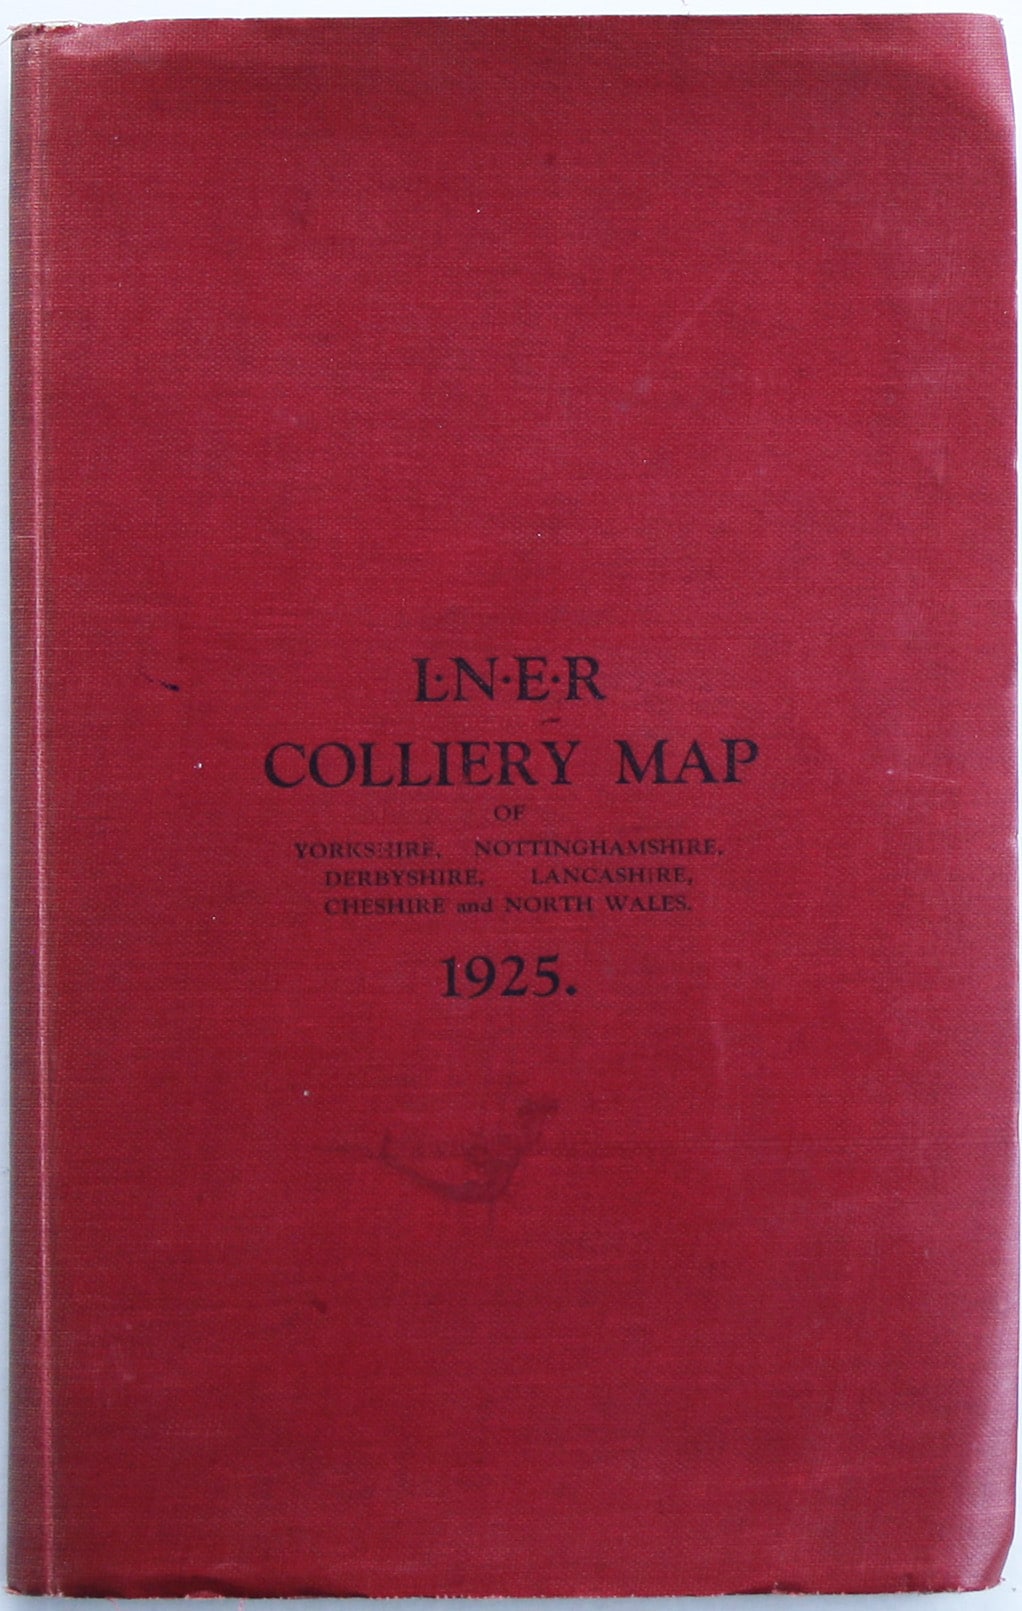 L·N·E·R
COLLIERY MAP
OF
YORKSHIRE, NOTTINGHAMSHIRE,
DERBYSHIRE, LANCASHIRE,
CHESHIRE and NORTH WALES.
1925.